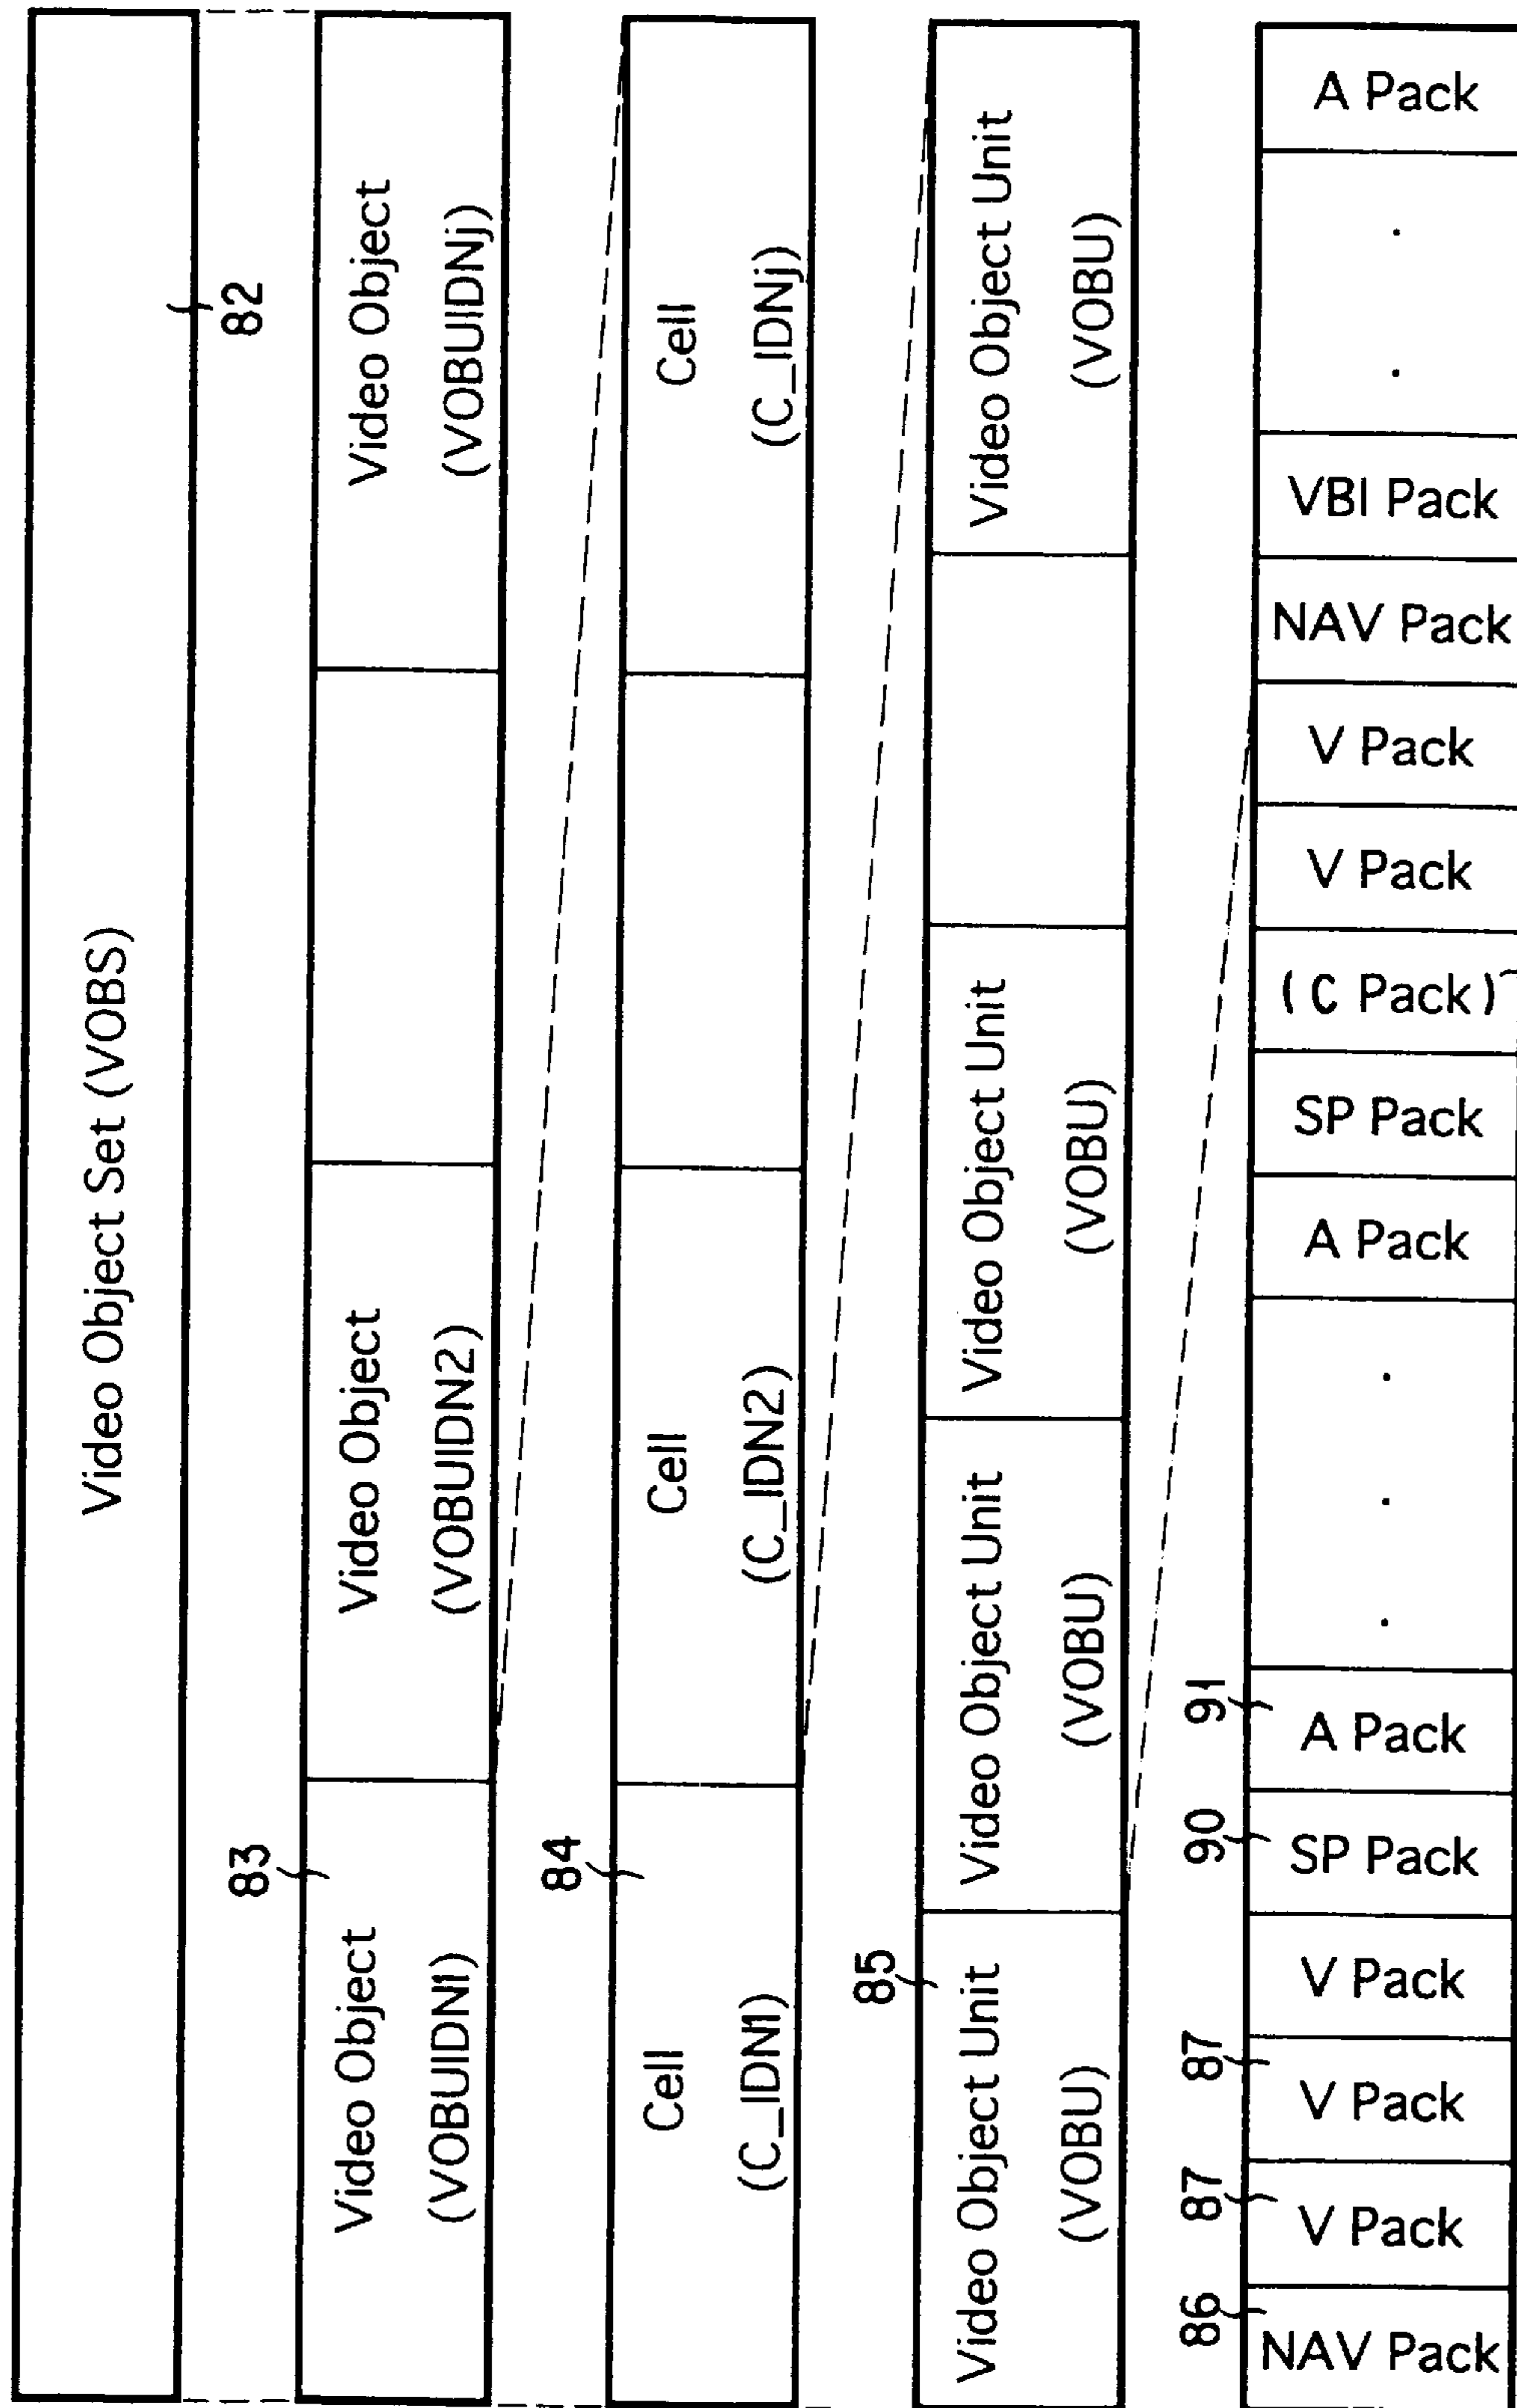 Video Object Set (VOBS)
82
83
Video Object
(VOBUIDN1)
Video Object
(VOBUIDN2)
Video Object
(VOBUIDNj)
84
Cell
(C_IDN1)
Cell
(C_IDN2)
Cell
(C_IDNj)
85
Video Object Unit
(VOBU)
Video Object Unit
(VOBU)
Video Object Unit
(VOBU)
Video Object Unit
(VOBU)
86
87
87
90
91
NAV Pack
V Pack
V Pack
V Pack
SP Pack
A Pack
. . .
A Pack
SP Pack
(C Pack)
V Pack
V Pack
NAV Pack
VBI Pack
. .
A Pack